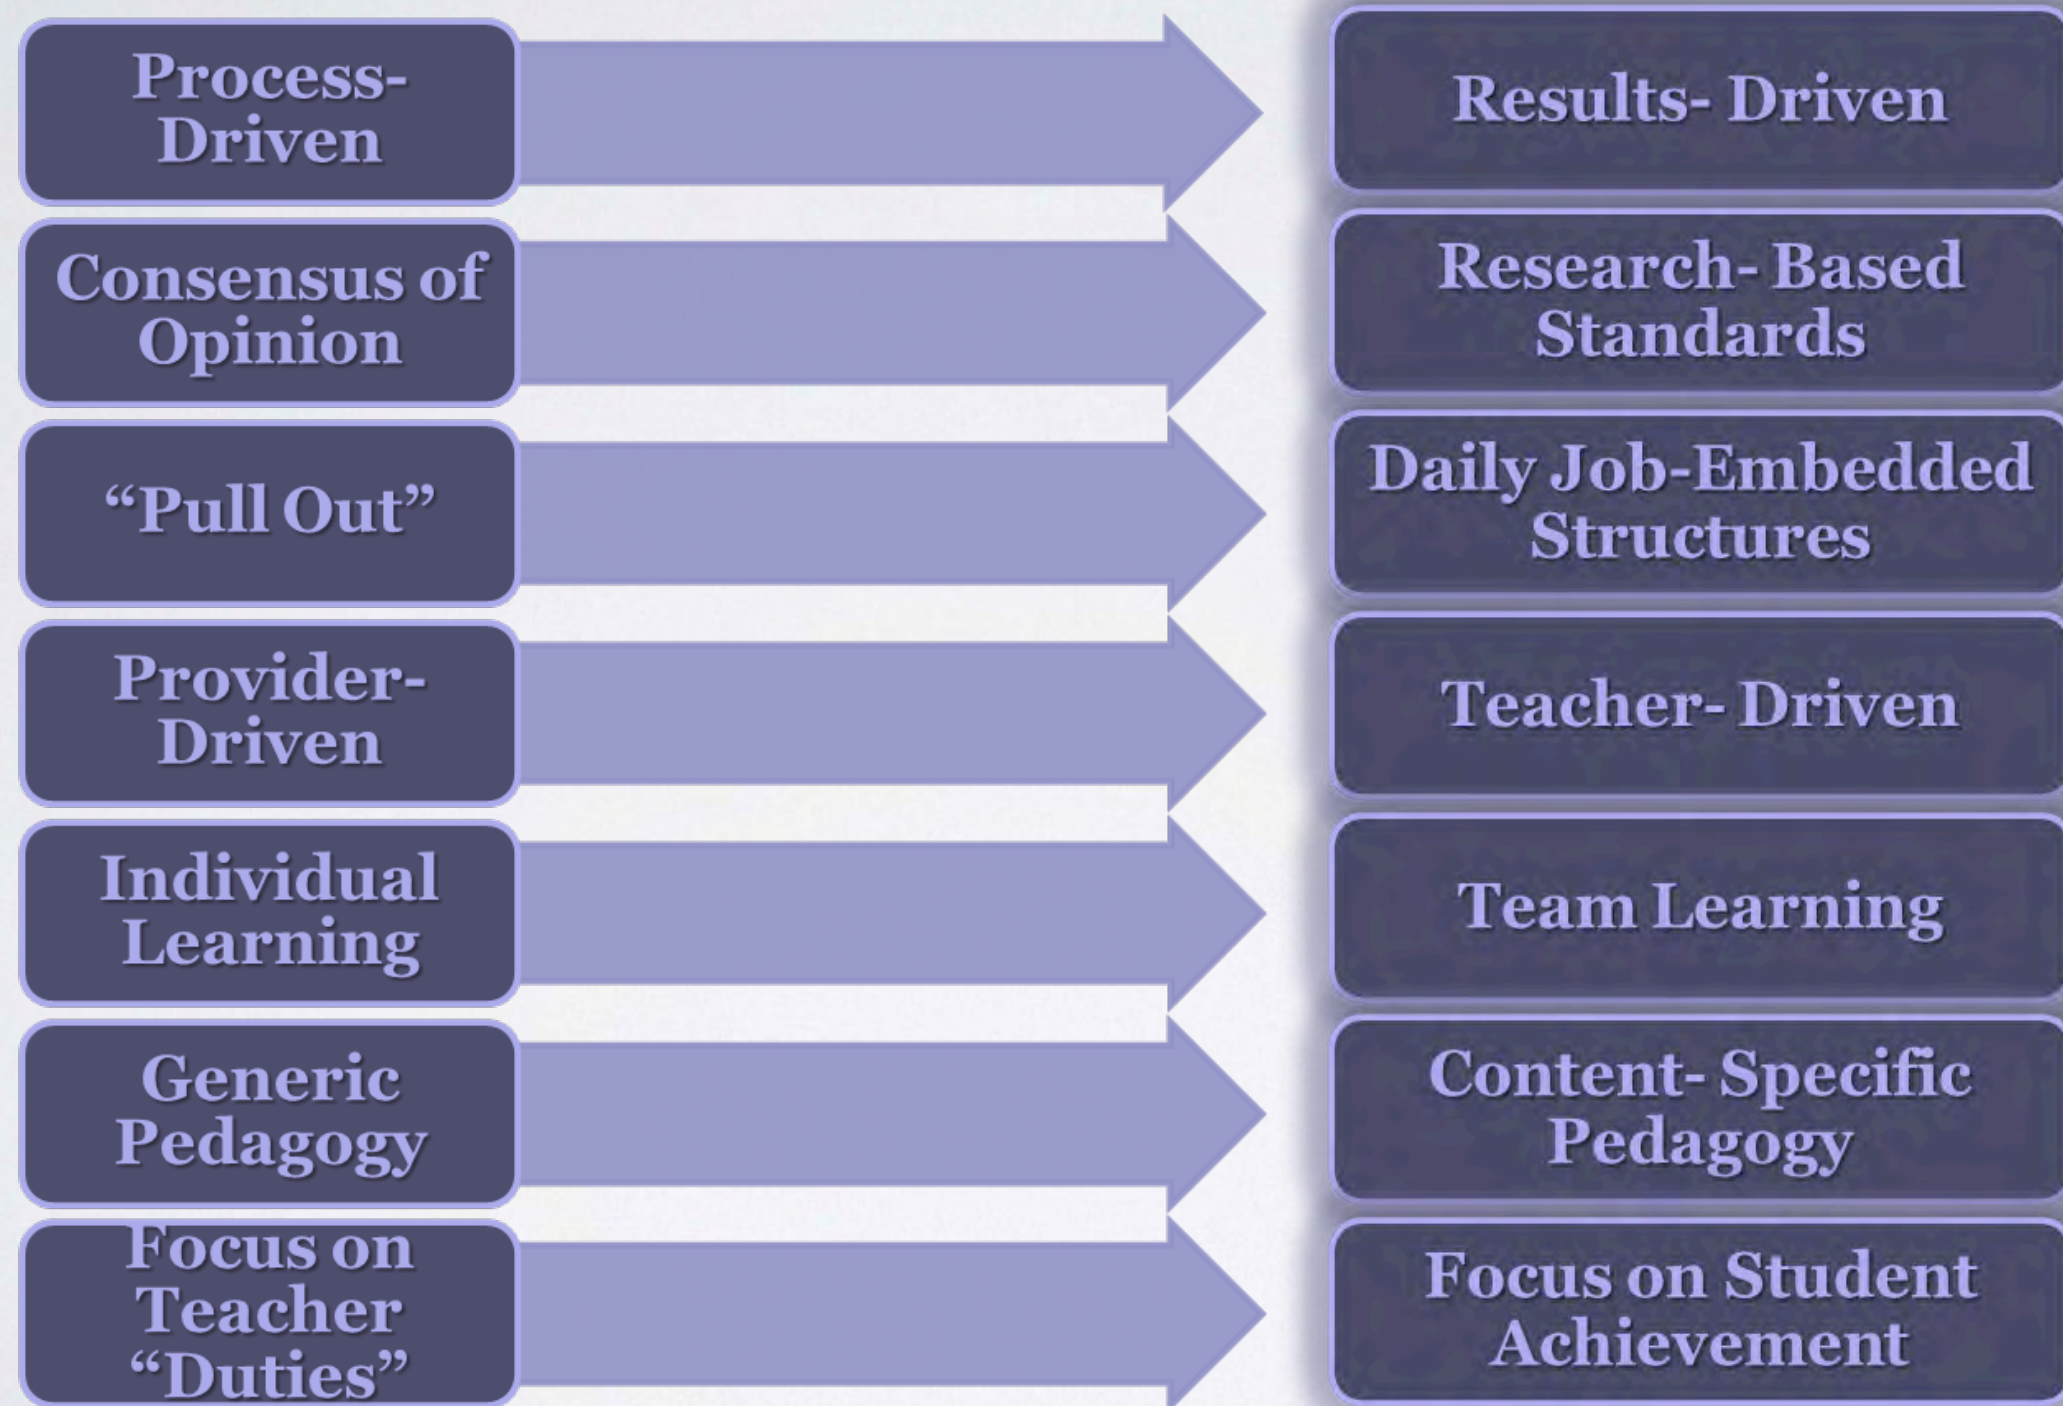 Process-
Driven
Results- Driven
Consensus of
Opinion
Research- Based
Standards
“Pull Out”
Daily Job-Embedded
Structures
Provider-
Driven
Teacher- Driven
Individual
Learning
Team Learning
Generic
Pedagogy
Content- Specific
Pedagogy
Focus on
Teacher
“Duties”
Focus on Student
Achievement